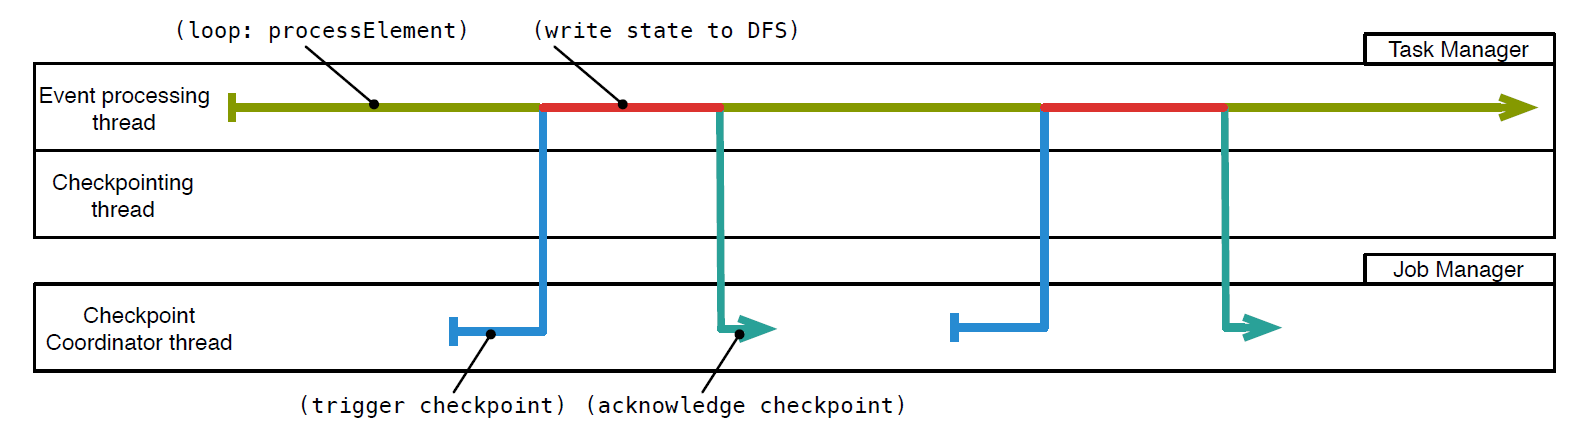 (loop: processElement)
(write state to DFS)
Task Manager
Event processing
thread
Checkpointing
thread
Job Manager
Checkpoint
Coordinator thread
(trigger checkpoint)
(acknowledge checkpoint)